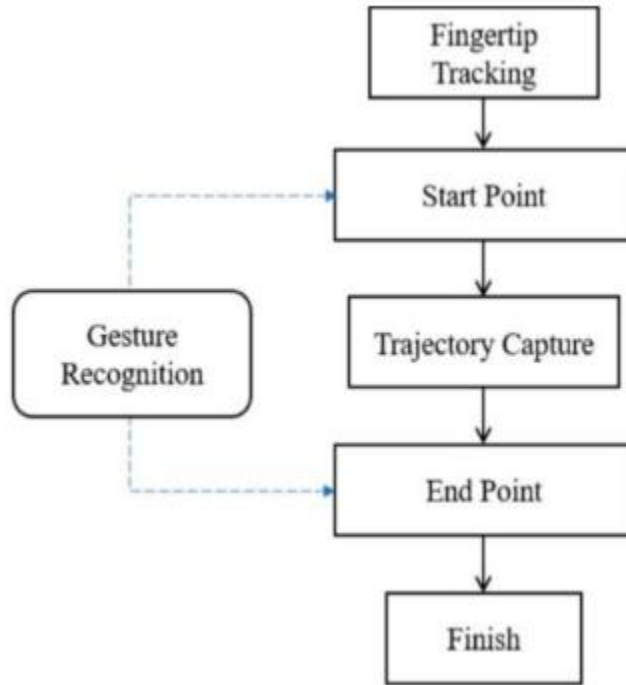 Fingertip
Tracking
Start Point
Gesture
Recognition
Trajectory Capture
End Point
Finish